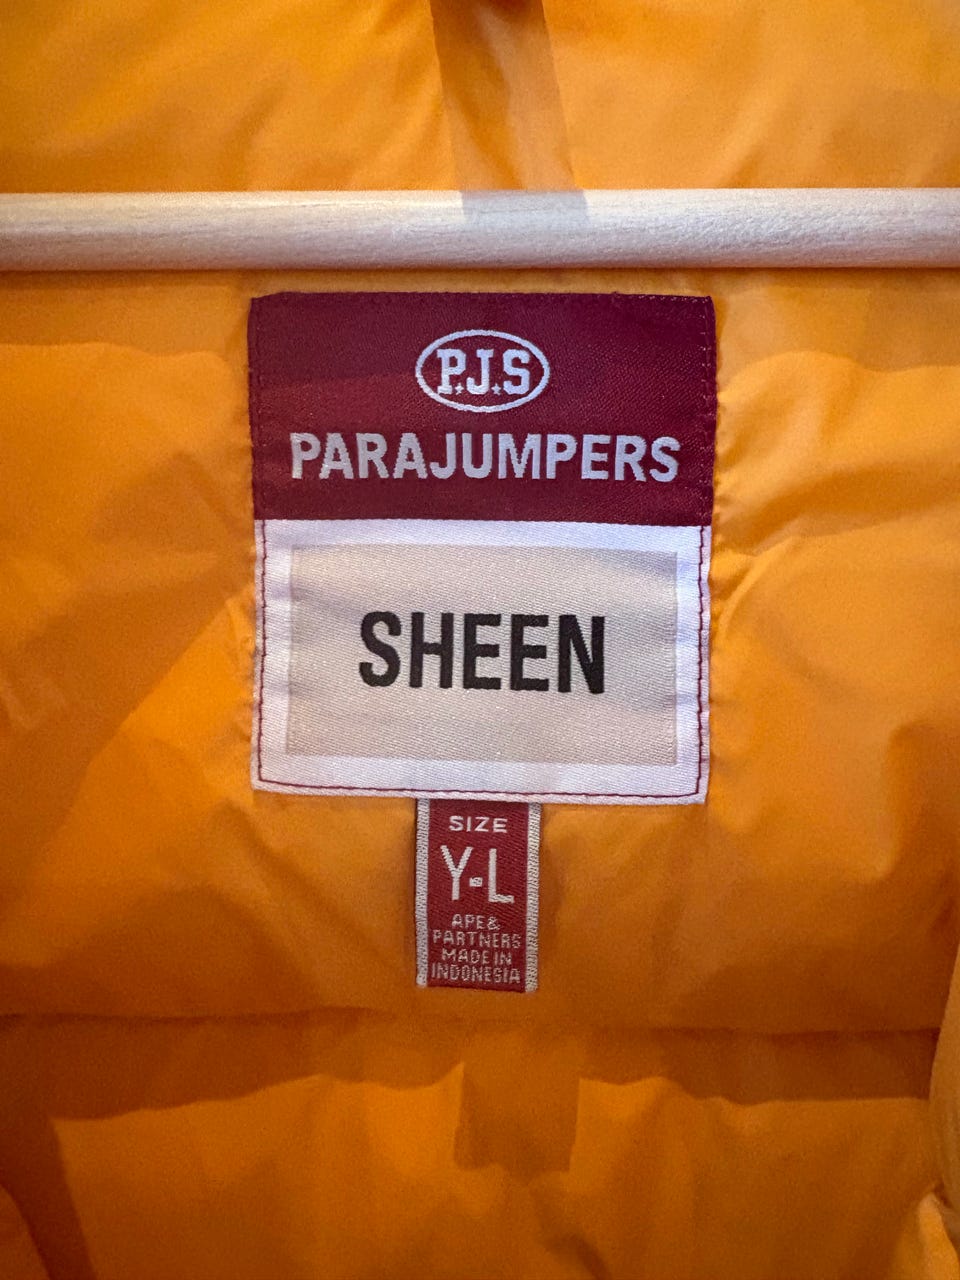 P.J.S
PARAJUMPERS
SHEEN
SIZE
Y-L
APE&
PARTNERS
MADE IN
INDONESIA